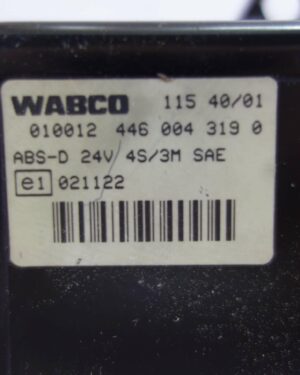 WABCO 115 40/01
010012 446 004 319 0
ABS-D 24V 4S/3M SAE
e1 021122